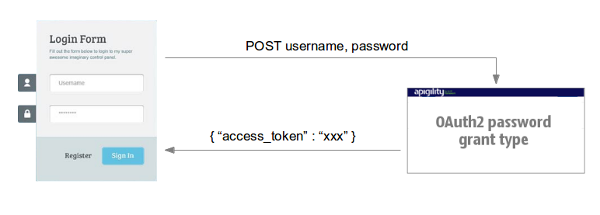 Login Form
Fill out the form below to login to my super
awesome imaginary control panel.
Username
********
Register
Sign In
POST username, password
{ “access_token” : “xxx” }
apigility
OAuth2 password
grant type